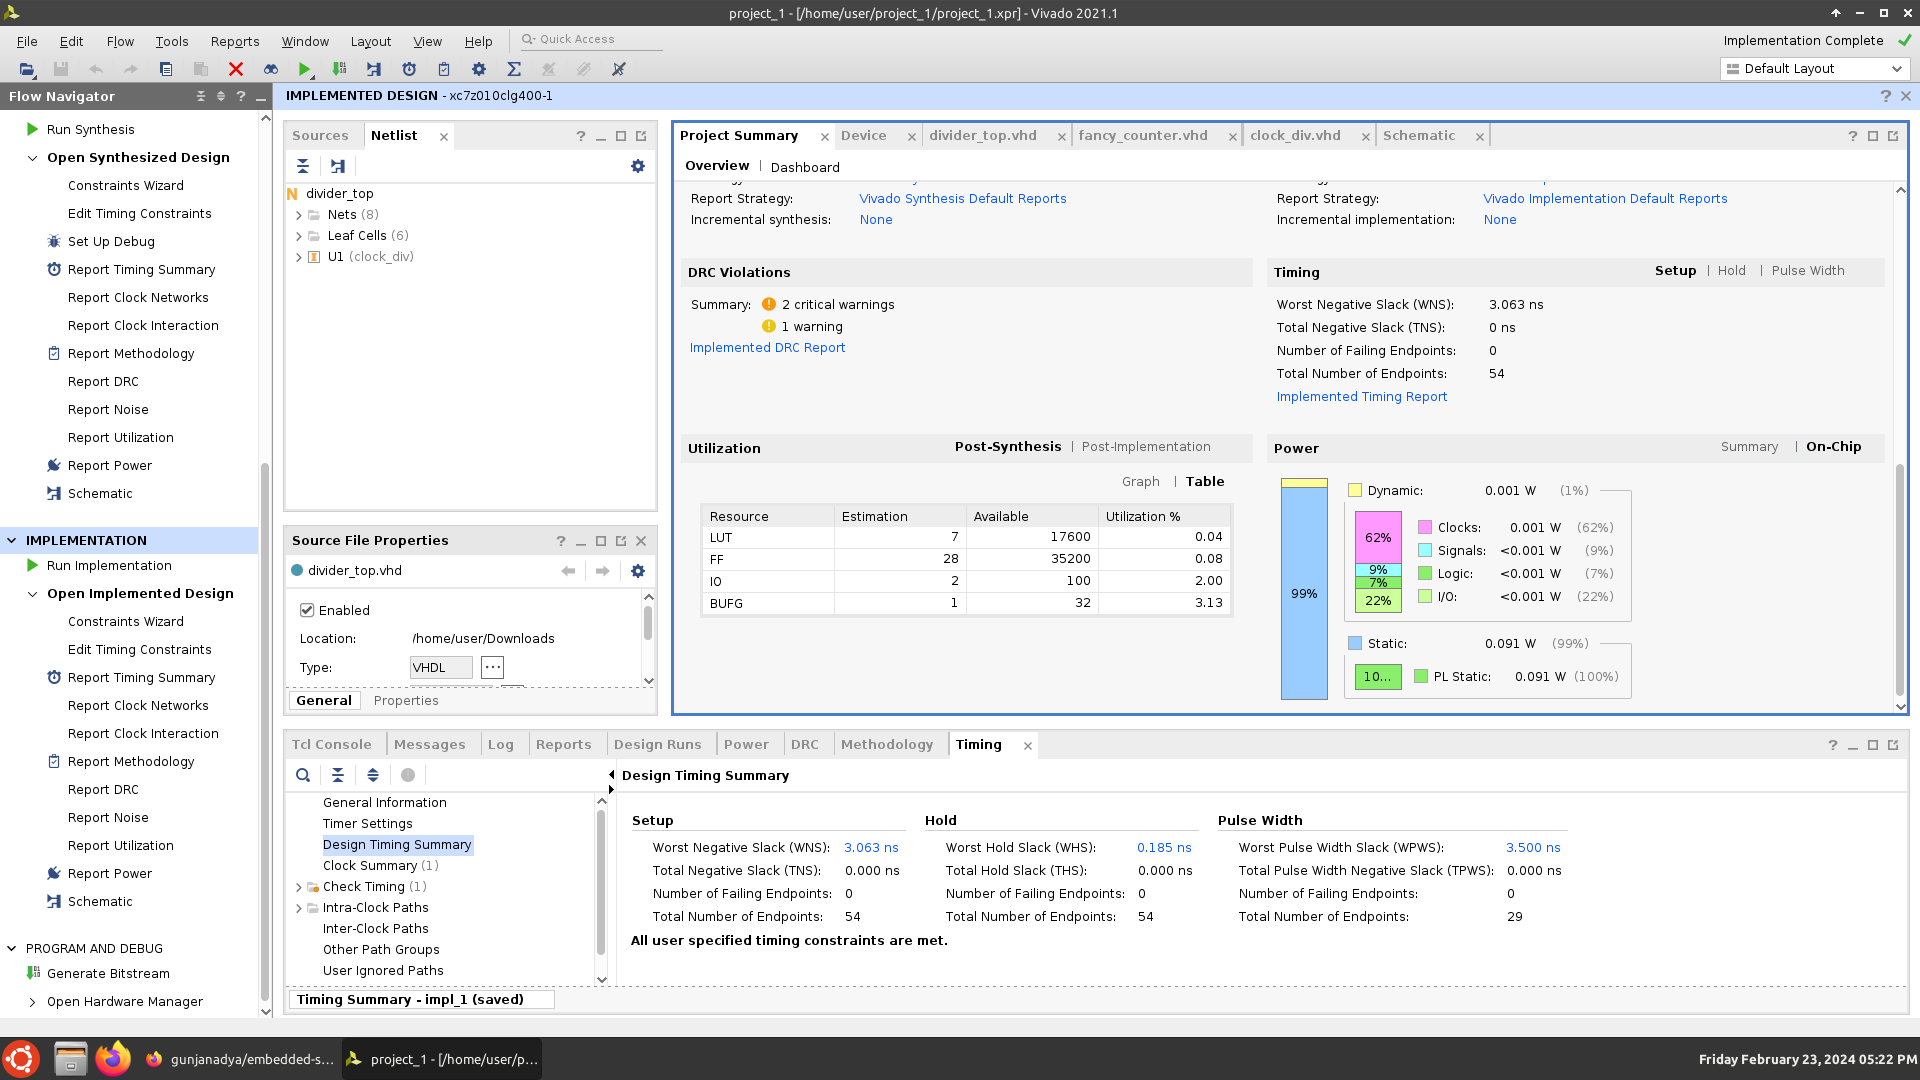 project_1 - [/home/user/project_1/project_1.xpr] - Vivado 2021.1
File Edit Flow Tools Reports Window Layout View Help Quick Access Implementation Complete
Default Layout
Flow Navigator
IMPLEMENTED DESIGN - xc7z010clg400-1
Run Synthesis
Open Synthesized Design
Constraints Wizard
Edit Timing Constraints
Set Up Debug
Report Timing Summary
Report Clock Networks
Report Clock Interaction
Report Methodology
Report DRC
Report Noise
Report Utilization
Report Power
Schematic
IMPLEMENTATION
Run Implementation
Open Implemented Design
Constraints Wizard
Edit Timing Constraints
Report Timing Summary
Report Clock Networks
Report Clock Interaction
Report Methodology
Report DRC
Report Noise
Report Utilization
Report Power
Schematic
PROGRAM AND DEBUG
Generate Bitstream
Open Hardware Manager
Sources Netlist
N divider_top
Nets (8)
Leaf Cells (6)
U1 (clock_div)
Source File Properties
divider_top.vhd
Enabled
Location: /home/user/Downloads
Type: VHDL ...
General Properties
Project Summary Device divider_top.vhd fancy_counter.vhd clock_div.vhd Schematic
Overview | Dashboard
Report Strategy: Vivado Synthesis Default Reports
Incremental synthesis: None
Report Strategy: Vivado Implementation Default Reports
Incremental implementation: None
DRC Violations
Summary: 2 critical warnings
1 warning
Implemented DRC Report
Timing Setup | Hold | Pulse Width
Worst Negative Slack (WNS): 3.063 ns
Total Negative Slack (TNS): 0 ns
Number of Failing Endpoints: 0
Total Number of Endpoints: 54
Implemented Timing Report
Utilization Post-Synthesis | Post-Implementation
Graph | Table
Resource Estimation Available Utilization %
LUT 7 17600 0.04
FF 28 35200 0.08
IO 2 100 2.00
BUFG 1 32 3.13
Power Summary | On-Chip
99%
Dynamic: 0.001 W (1%)
62% Clocks: 0.001 W (62%)
9% Signals: <0.001 W (9%)
7% Logic: <0.001 W (7%)
22% I/O: <0.001 W (22%)
Static: 0.091 W (99%)
10... PL Static: 0.091 W (100%)
Tcl Console Messages Log Reports Design Runs Power DRC Methodology Timing
General Information
Timer Settings
Design Timing Summary
Clock Summary (1)
Check Timing (1)
Intra-Clock Paths
Inter-Clock Paths
Other Path Groups
User Ignored Paths
Design Timing Summary
Setup Hold Pulse Width
Worst Negative Slack (WNS): 3.063 ns Worst Hold Slack (WHS): 0.185 ns Worst Pulse Width Slack (WPWS): 3.500 ns
Total Negative Slack (TNS): 0.000 ns Total Hold Slack (THS): 0.000 ns Total Pulse Width Negative Slack (TPWS): 0.000 ns
Number of Failing Endpoints: 0 Number of Failing Endpoints: 0 Number of Failing Endpoints: 0
Total Number of Endpoints: 54 Total Number of Endpoints: 54 Total Number of Endpoints: 29
All user specified timing constraints are met.
Timing Summary - impl_1 (saved)
gunjanadya/embedded-s... project_1 - [/home/user/p... Friday February 23, 2024 05:22 PM